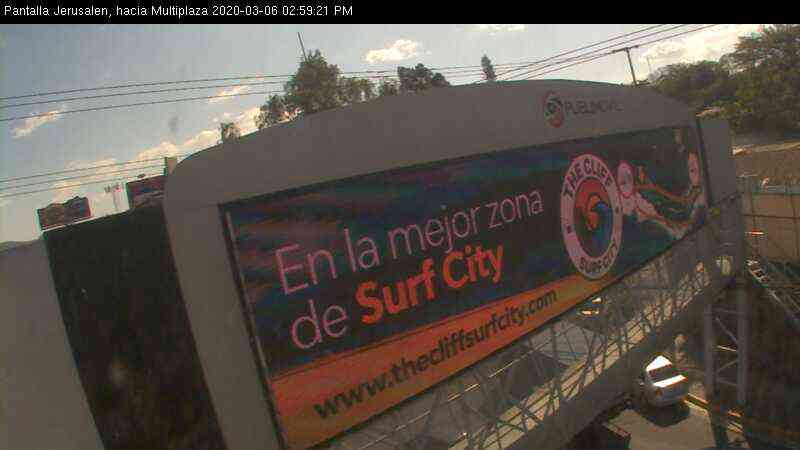 Pantalla Jerusalen, hacia Multiplaza 2020-03-06 02:59:21 PM
PUBLIMOVIL
En la mejor zona
de Surf City
THE CLIFF
SURF CITY
www.thecliffsurfcity.com